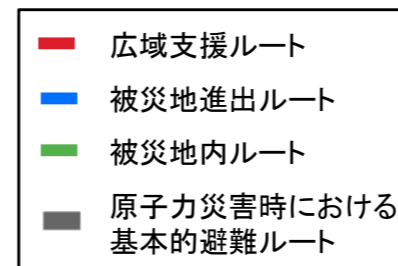 広域支援ルート
被災地進出ルート
被災地内ルート
原子力災害時における
基本的避難ルート